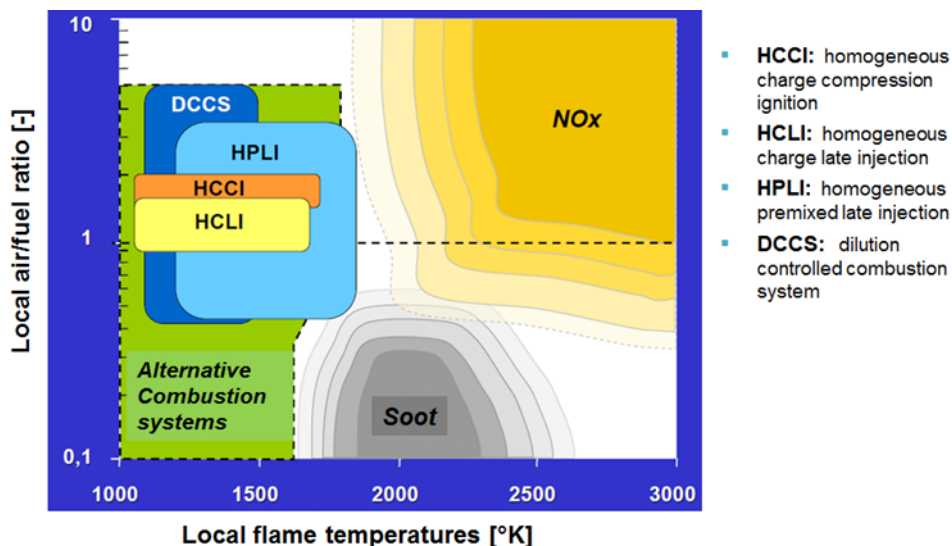 10
1
0,1
Local air/fuel ratio [-]
DCCS
HPLI
HCCI
HCLI
NOx
Alternative
Combustion
systems
Soot
1000
1500
2000
2500
3000
Local flame temperatures [°K]
HCCI: homogeneous
charge compression
ignition
HCLI: homogeneous
charge late injection
HPLI: homogeneous
premixed late injection
DCCS: dilution
controlled combustion
system